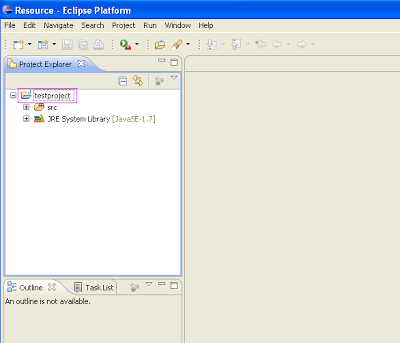 Resource - Eclipse Platform
File Edit Navigate Search Project Run Window Help
Project Explorer
testproject
src
JRE System Library [JavaSE-1.7]
Outline Task List
An outline is not available.